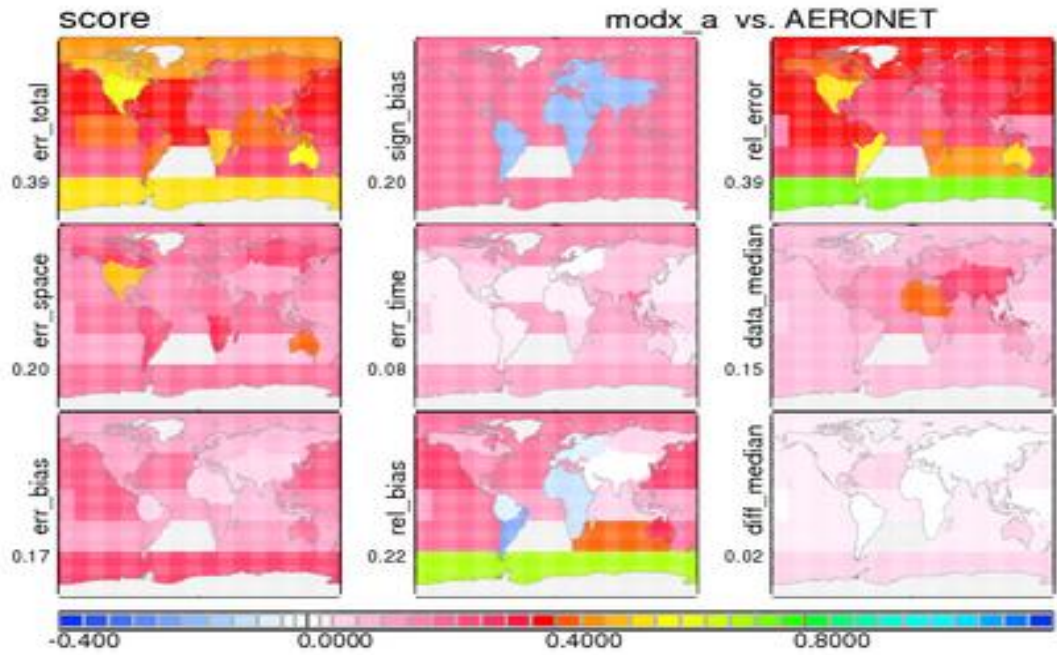 score
modx_a vs. AERONET
err_total
0.39
sign_bias
0.20
rel_error
0.39
err_space
0.20
err_time
0.08
data_median
0.15
err_bias
0.17
rel_bias
0.22
diff_median
0.02
-0.4000 0.0000 0.4000 0.8000